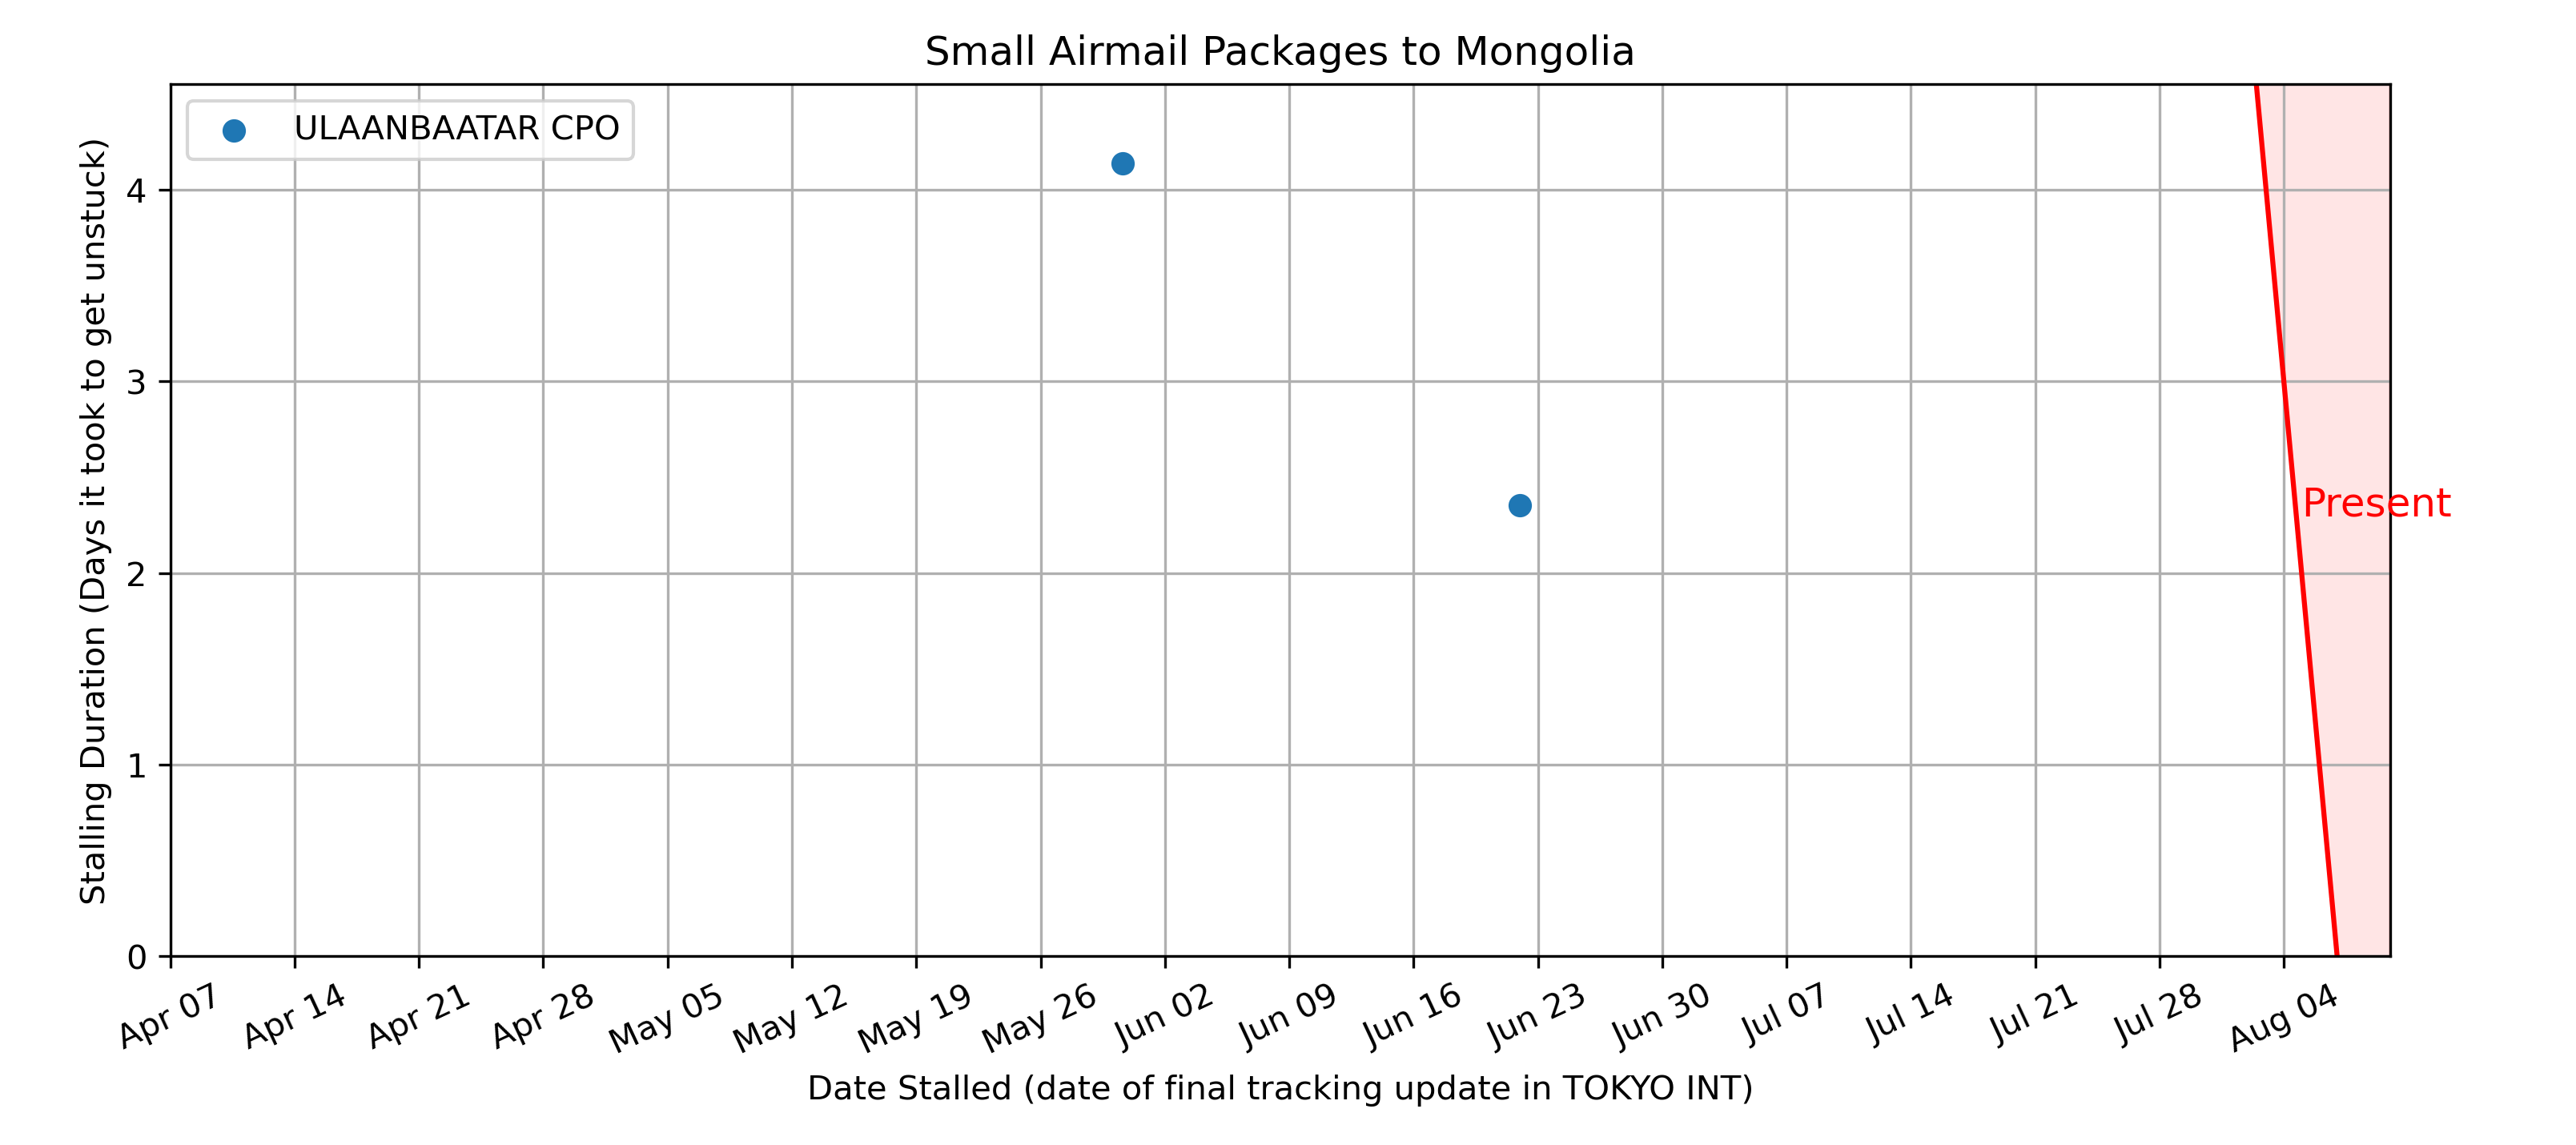 Small Airmail Packages to Mongolia
ULAANBAATAR CPO
Stalling Duration (Days it took to get unstuck)
4
3
2
1
0
Present
Apr 07
Apr 14
Apr 21
Apr 28
May 05
May 12
May 19
May 26
Jun 02
Jun 09
Jun 16
Jun 23
Jun 30
Jul 07
Jul 14
Jul 21
Jul 28
Aug 04
Date Stalled (date of final tracking update in TOKYO INT)